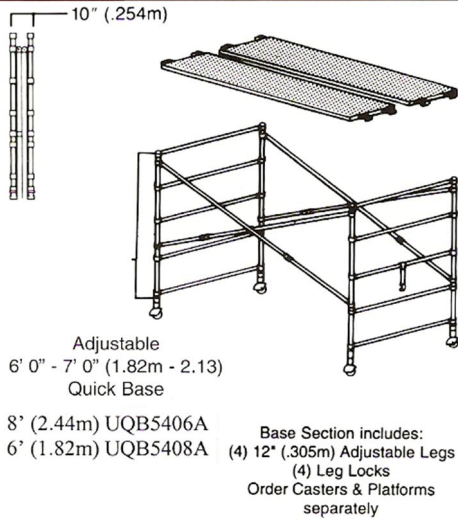 10" (.254m)
Adjustable
6' 0" - 7' 0" (1.82m - 2.13)
Quick Base
8' (2.44m) UQB5406A
6' (1.82m) UQB5408A
Base Section includes:
(4) 12" (.305m) Adjustable Legs
(4) Leg Locks
Order Casters & Platforms
separately